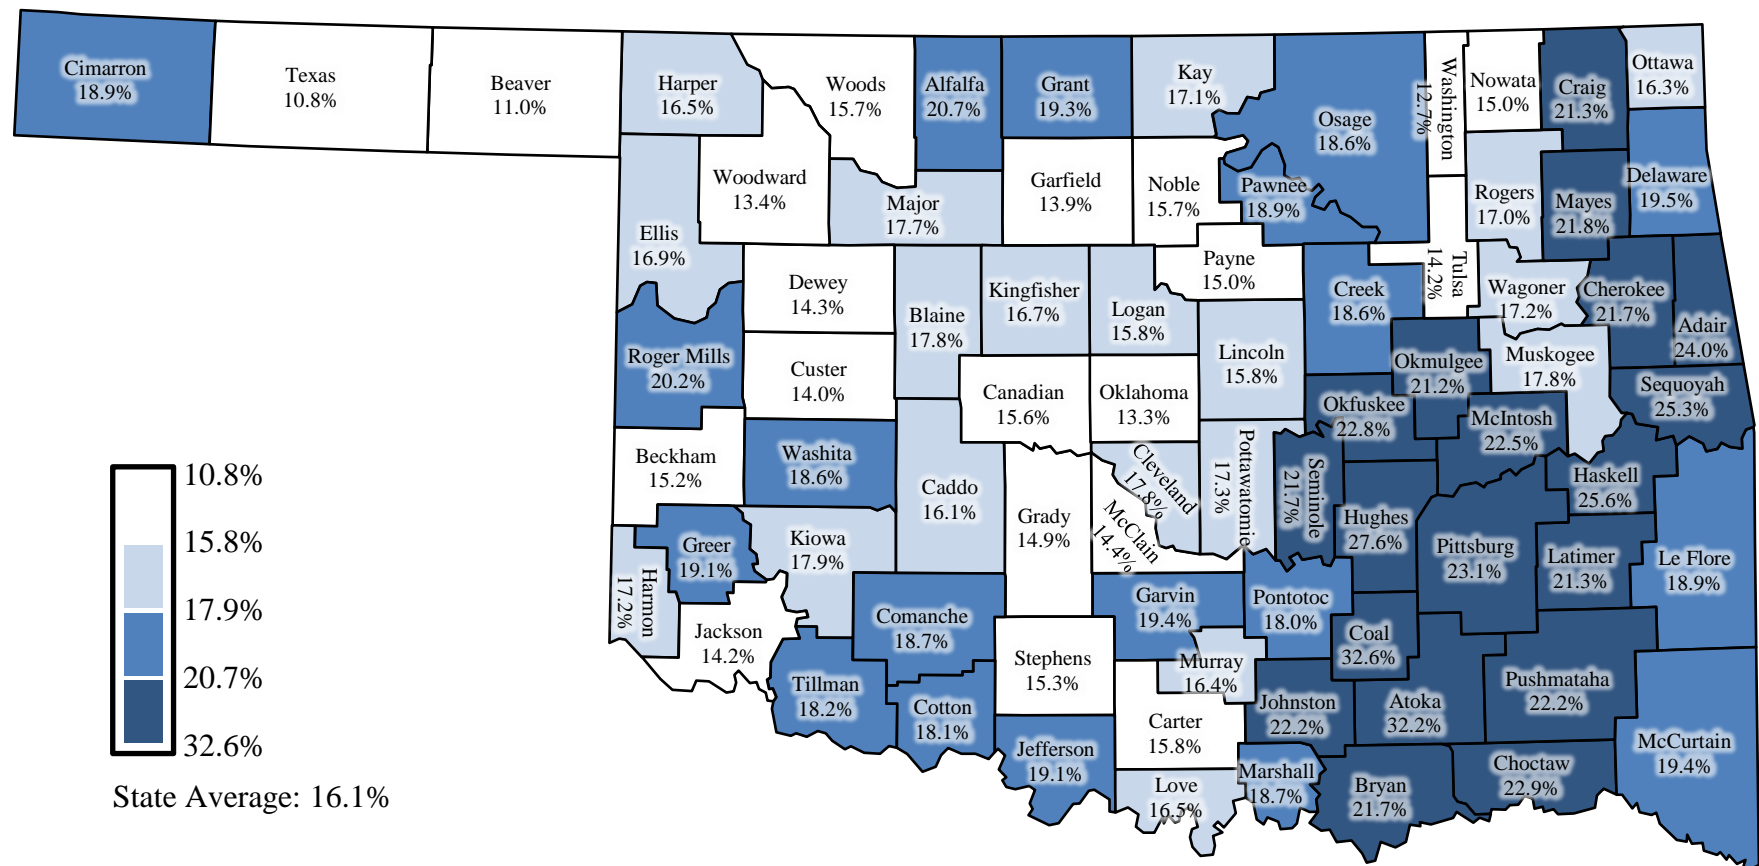 Cimarron
18.9%
Texas
10.8%
Beaver
11.0%
Harper
16.5%
Woods
15.7%
Alfalfa
20.7%
Grant
19.3%
Kay
17.1%
Osage
18.6%
Washington
12.7%
Nowata
15.0%
Craig
21.3%
Ottawa
16.3%
Woodward
13.4%
Major
17.7%
Garfield
13.9%
Noble
15.7%
Pawnee
18.9%
Rogers
17.0%
Mayes
21.8%
Delaware
19.5%
Ellis
16.9%
Dewey
14.3%
Blaine
17.8%
Kingfisher
16.7%
Logan
15.8%
Payne
15.0%
Creek
18.6%
Tulsa
14.2%
Wagoner
17.2%
Cherokee
21.7%
Adair
24.0%
Roger Mills
20.2%
Custer
14.0%
Canadian
15.6%
Oklahoma
13.3%
Lincoln
15.8%
Okmulgee
21.2%
Muskogee
17.8%
Sequoyah
25.3%
Okfuskee
22.8%
McIntosh
22.5%
Beckham
15.2%
Washita
18.6%
Caddo
16.1%
Grady
14.9%
Cleveland
17.8%
McClain
14.4%
Pottawatomie
17.3%
Seminole
21.7%
Hughes
27.6%
Pittsburg
23.1%
Haskell
25.6%
Latimer
21.3%
Le Flore
18.9%
Harmon
17.2%
Greer
19.1%
Kiowa
17.9%
Jackson
14.2%
Comanche
18.7%
Garvin
19.4%
Pontotoc
18.0%
Coal
32.6%
Tillman
18.2%
Cotton
18.1%
Stephens
15.3%
Murray
16.4%
Johnston
22.2%
Atoka
32.2%
Pushmataha
22.2%
McCurtain
19.4%
Jefferson
19.1%
Carter
15.8%
Love
16.5%
Marshall
18.7%
Bryan
21.7%
Choctaw
22.9%
10.8%
15.8%
17.9%
20.7%
32.6%
State Average: 16.1%